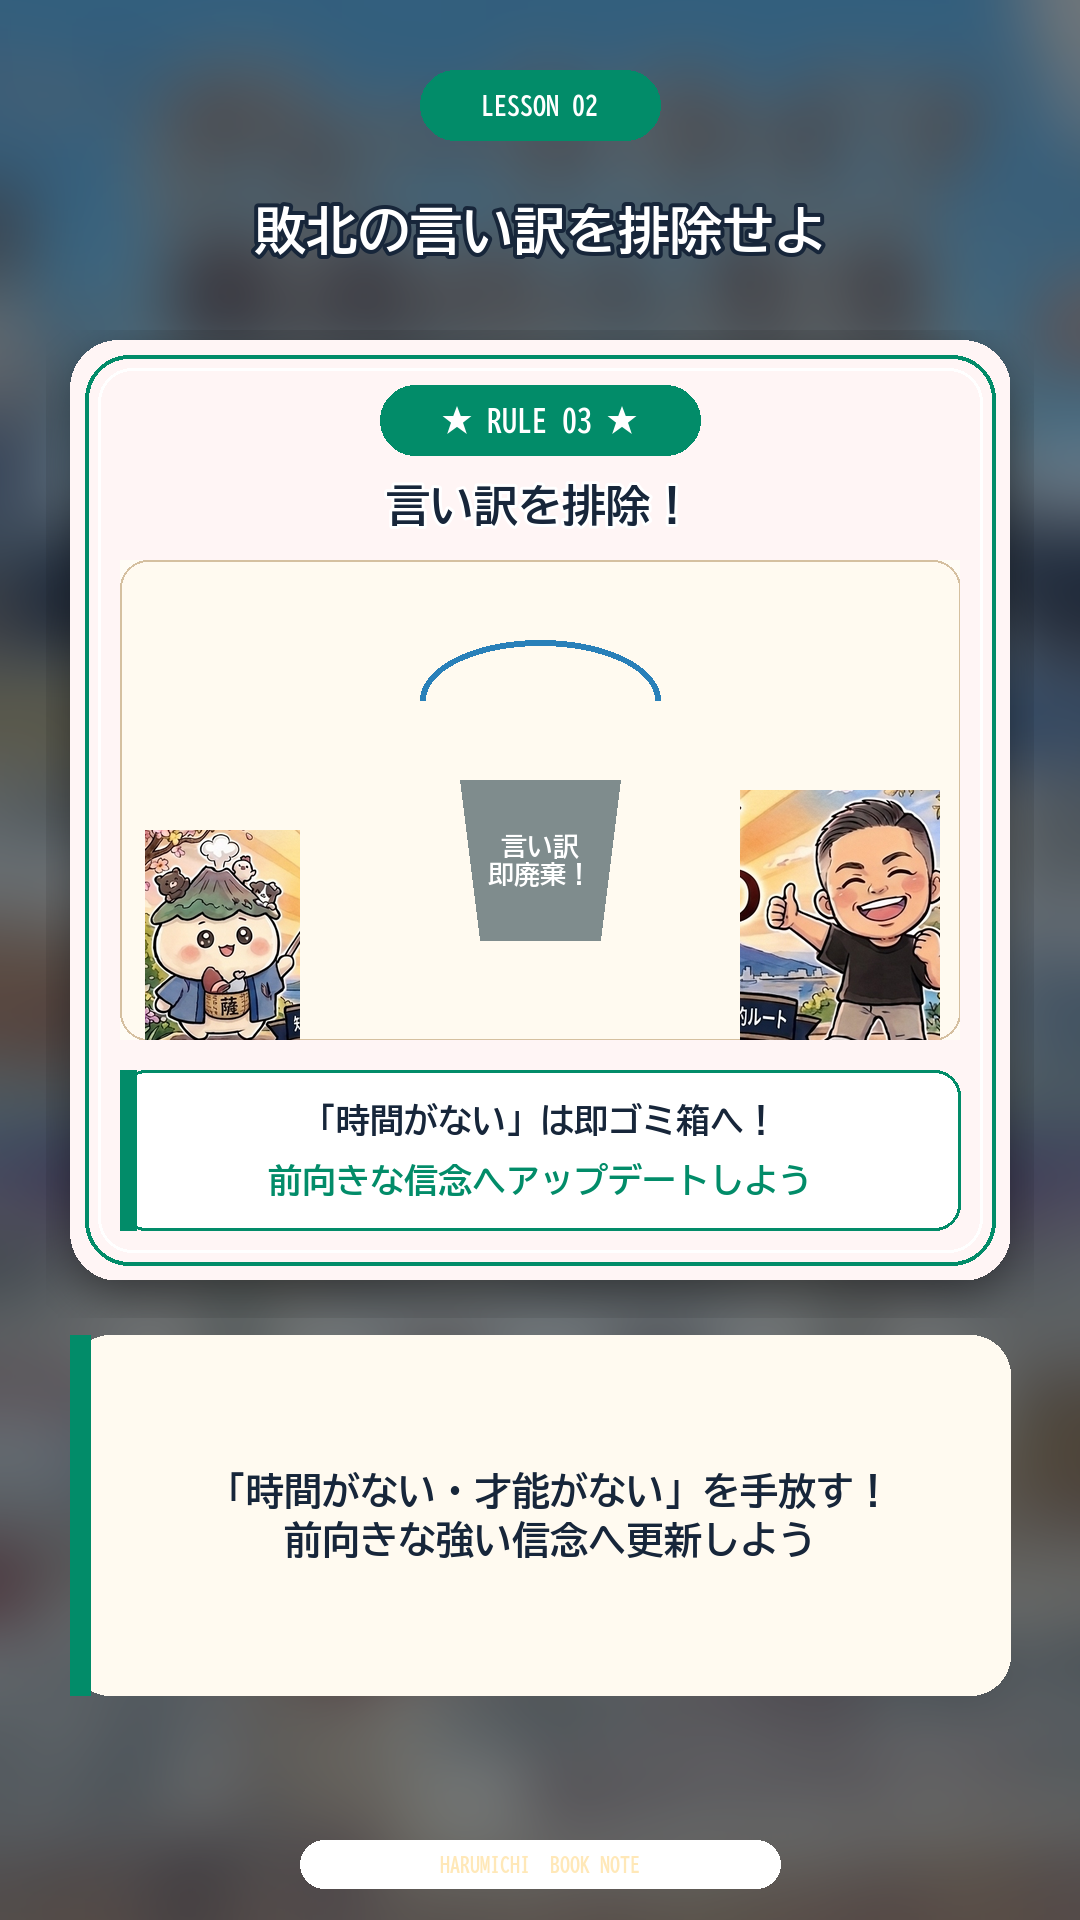 LESSON 02
敗北の言い訳を排除せよ
★ RULE 03 ★
言い訳を排除！
言い訳
即廃棄！
薩
的ルート
「時間がない」は即ゴミ箱へ！
前向きな信念へアップデートしよう
「時間がない・才能がない」を手放す！
前向きな強い信念へ更新しよう
HARUMICHI BOOK NOTE